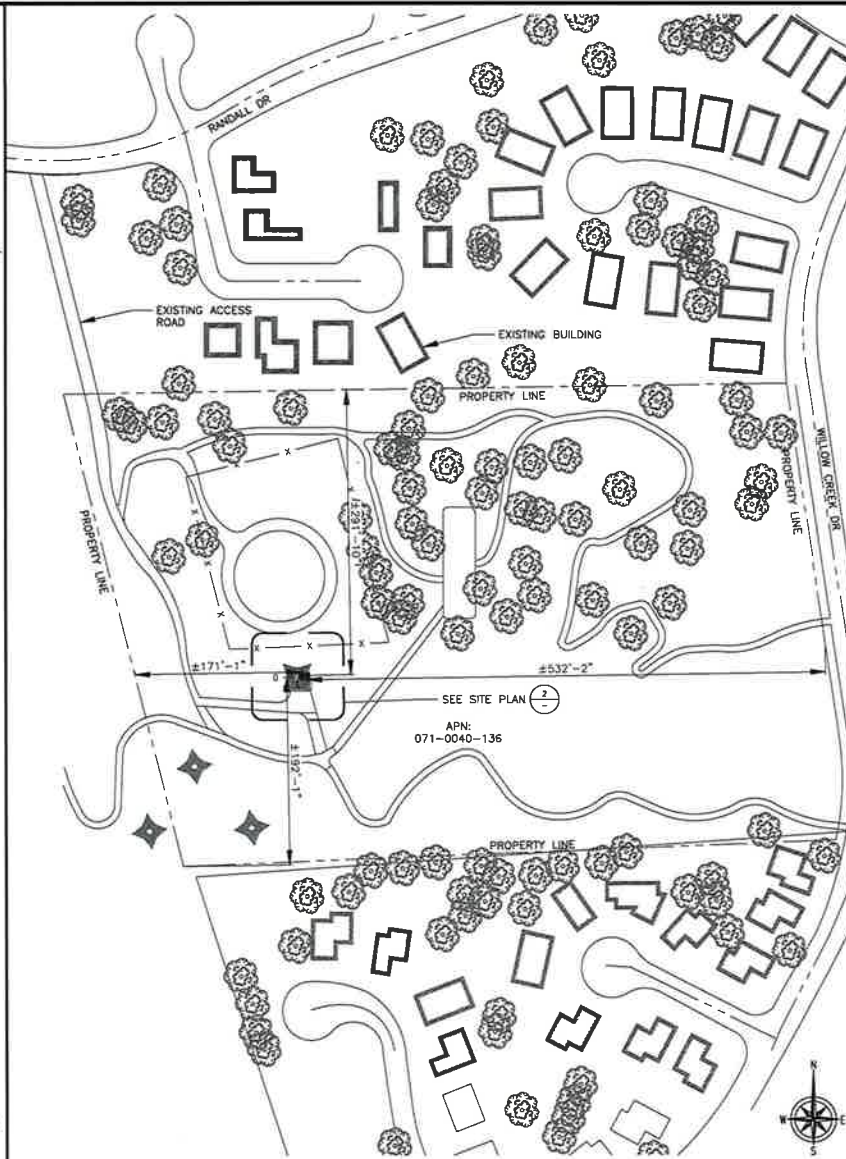 RANDALL DR
EXISTING ACCESS
ROAD
EXISTING BUILDING
PROPERTY LINE
WILLOW CREEK DR
PROPERTY LINE
PROPERTY LINE
±291'-10"
±171'-1"
±532'-2"
SEE SITE PLAN 2
-
APN:
071-0040-136
±192'-1"
PROPERTY LINE
N
W E
S